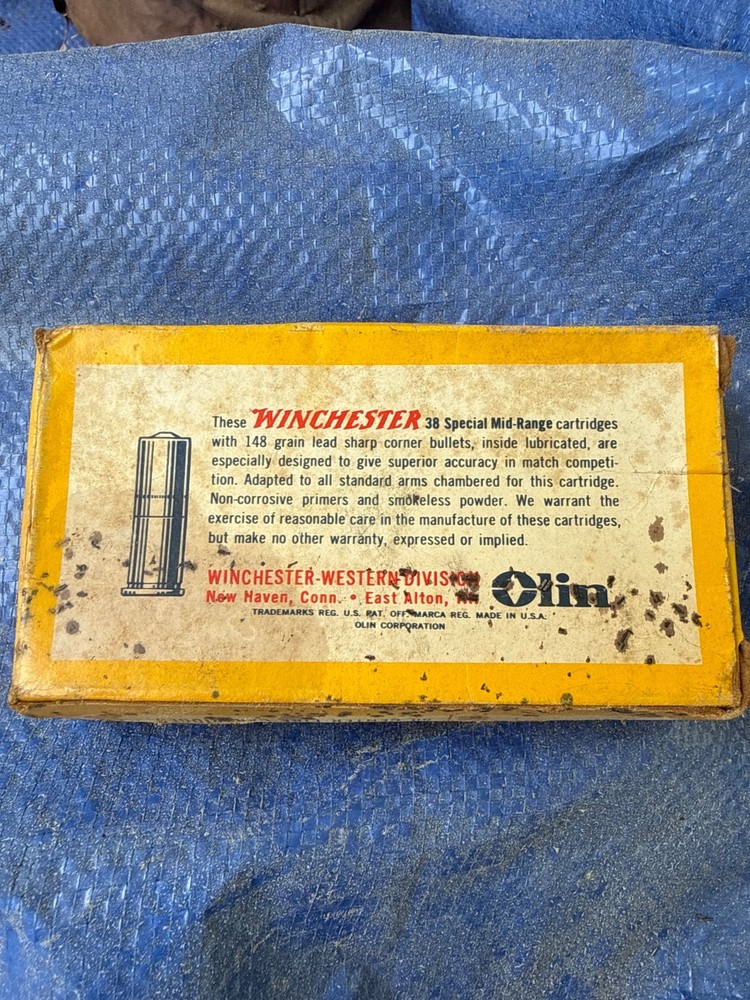 These WINCHESTER 38 Special Mid-Range cartridges
with 148 grain lead sharp corner bullets, inside lubricated, are
especially designed to give superior accuracy in match competi-
tion. Adapted to all standard arms chambered for this cartridge.
Non-corrosive primers and smokeless powder. We warrant the
exercise of reasonable care in the manufacture of these cartridges,
but make no other warranty, expressed or implied.
WINCHESTER-WESTERN DIVISION
New Haven, Conn. • East Alton,
Olin
TRADEMARKS REG. U.S. PAT. OFF. MARCA REG. MADE IN U.S.A.
OLIN CORPORATION